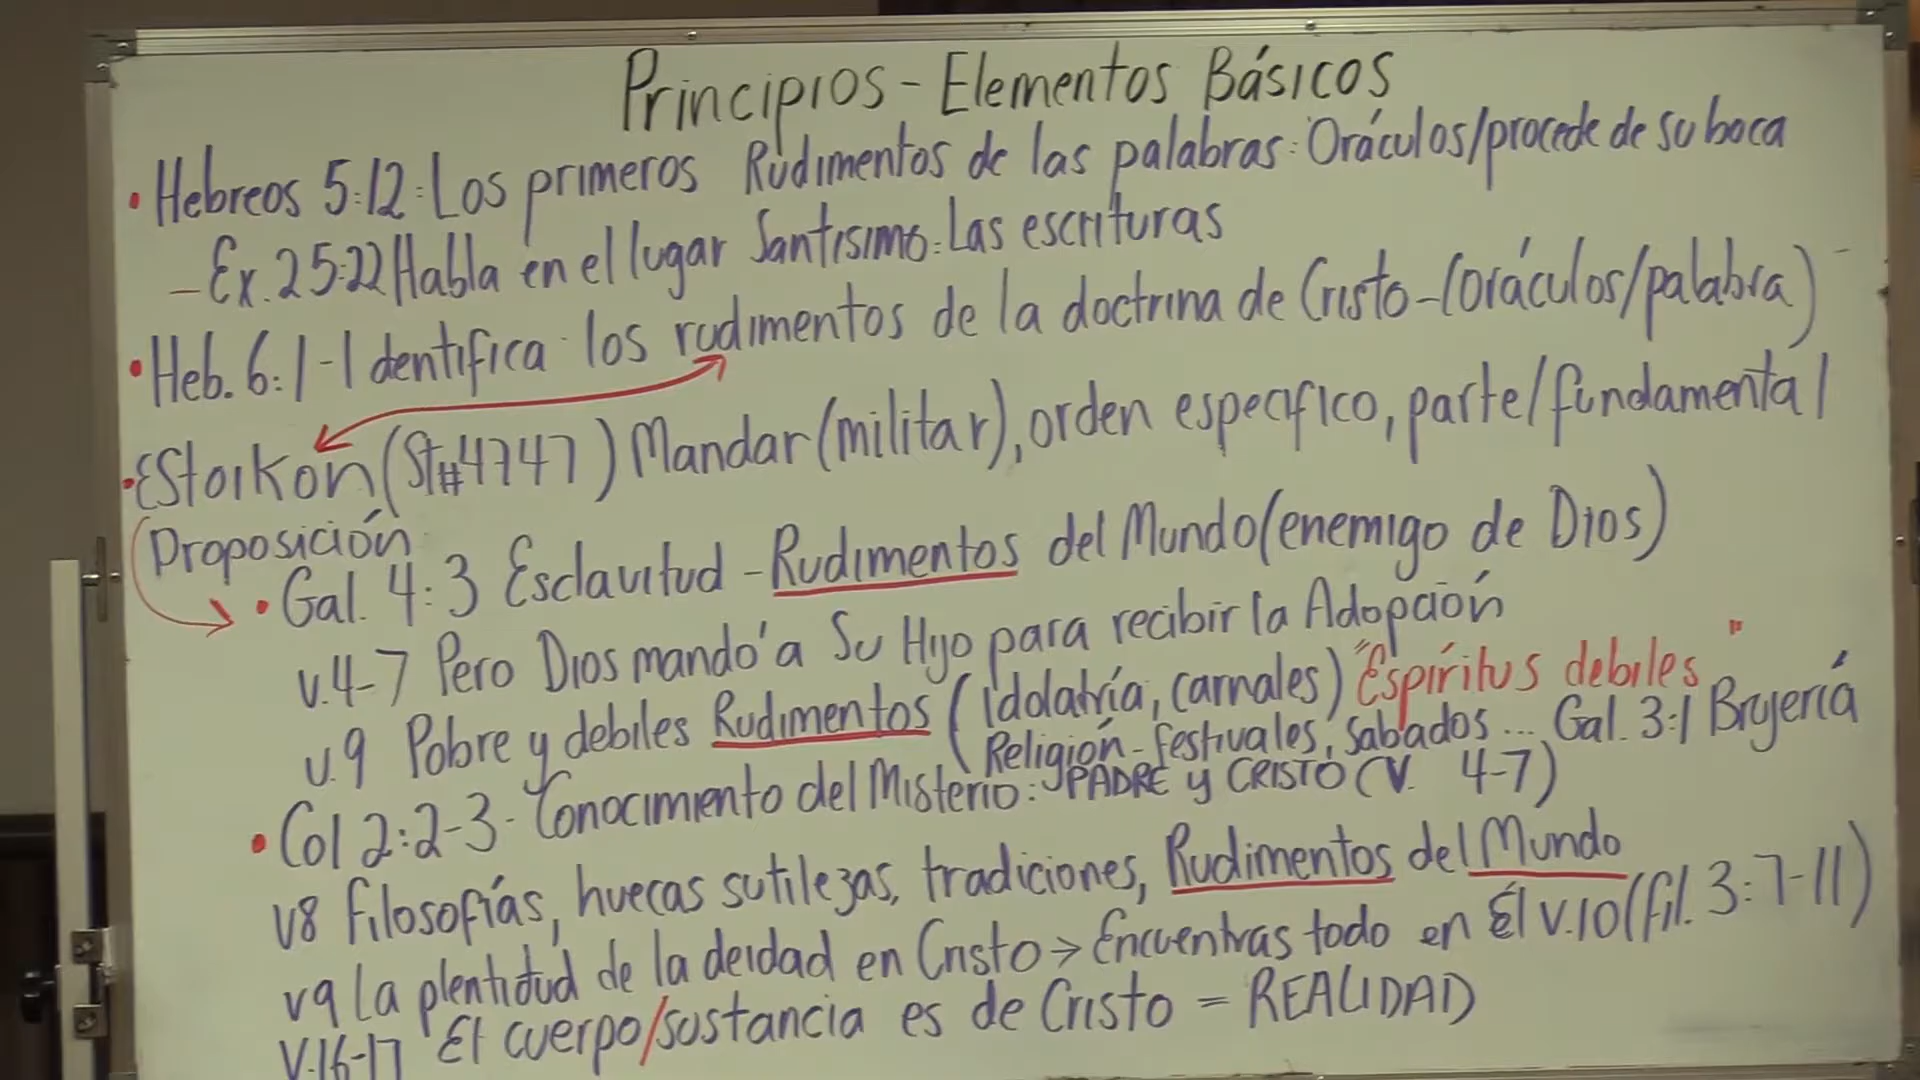 Principios - Elementos Básicos
• Hebreos 5:12: Los primeros Rudimentos de las palabras: Oráculos/procede de su boca
- Ex. 25:22 Habla en el lugar Santisimo: Las escrituras
• Heb. 6:1 - Identifica los rudimentos de la doctrina de Cristo - (oráculos/palabra)
• EStoikon (St#4747) Mandar (militar), orden especifico, parte/fundamental
Proposición
• Gal. 4:3 Esclavitud - Rudimentos del Mundo (enemigo de Dios)
v.4-7 Pero Dios mandó a Su Hijo para recibir la Adopción
v.9 Pobre y debiles Rudimentos (Idolatría, carnales) "Espíritus debiles"
Religión - festivales, sabados... Gal. 3:1 Brujería
• Col 2:2-3 - Conocimiento del Misterio: PADRE y CRISTO (V. 4-7)
v8 filosofías, huecas sutilezas, tradiciones, Rudimentos del Mundo
v9 La plentidud de la deidad en Cristo → Encuentras todo en Él v.10 (fil. 3:7-11)
V.16-17 El cuerpo/sustancia es de Cristo = REALIDAD